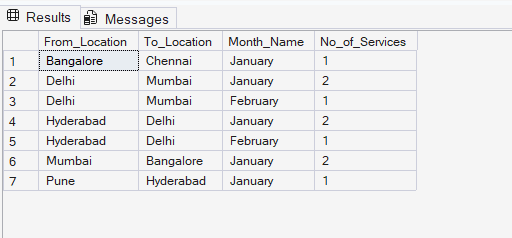 Results Messages
From_Location To_Location Month_Name No_of_Services
1 Bangalore Chennai January 1
2 Delhi Mumbai January 2
3 Delhi Mumbai February 1
4 Hyderabad Delhi January 2
5 Hyderabad Delhi February 1
6 Mumbai Bangalore January 2
7 Pune Hyderabad January 1